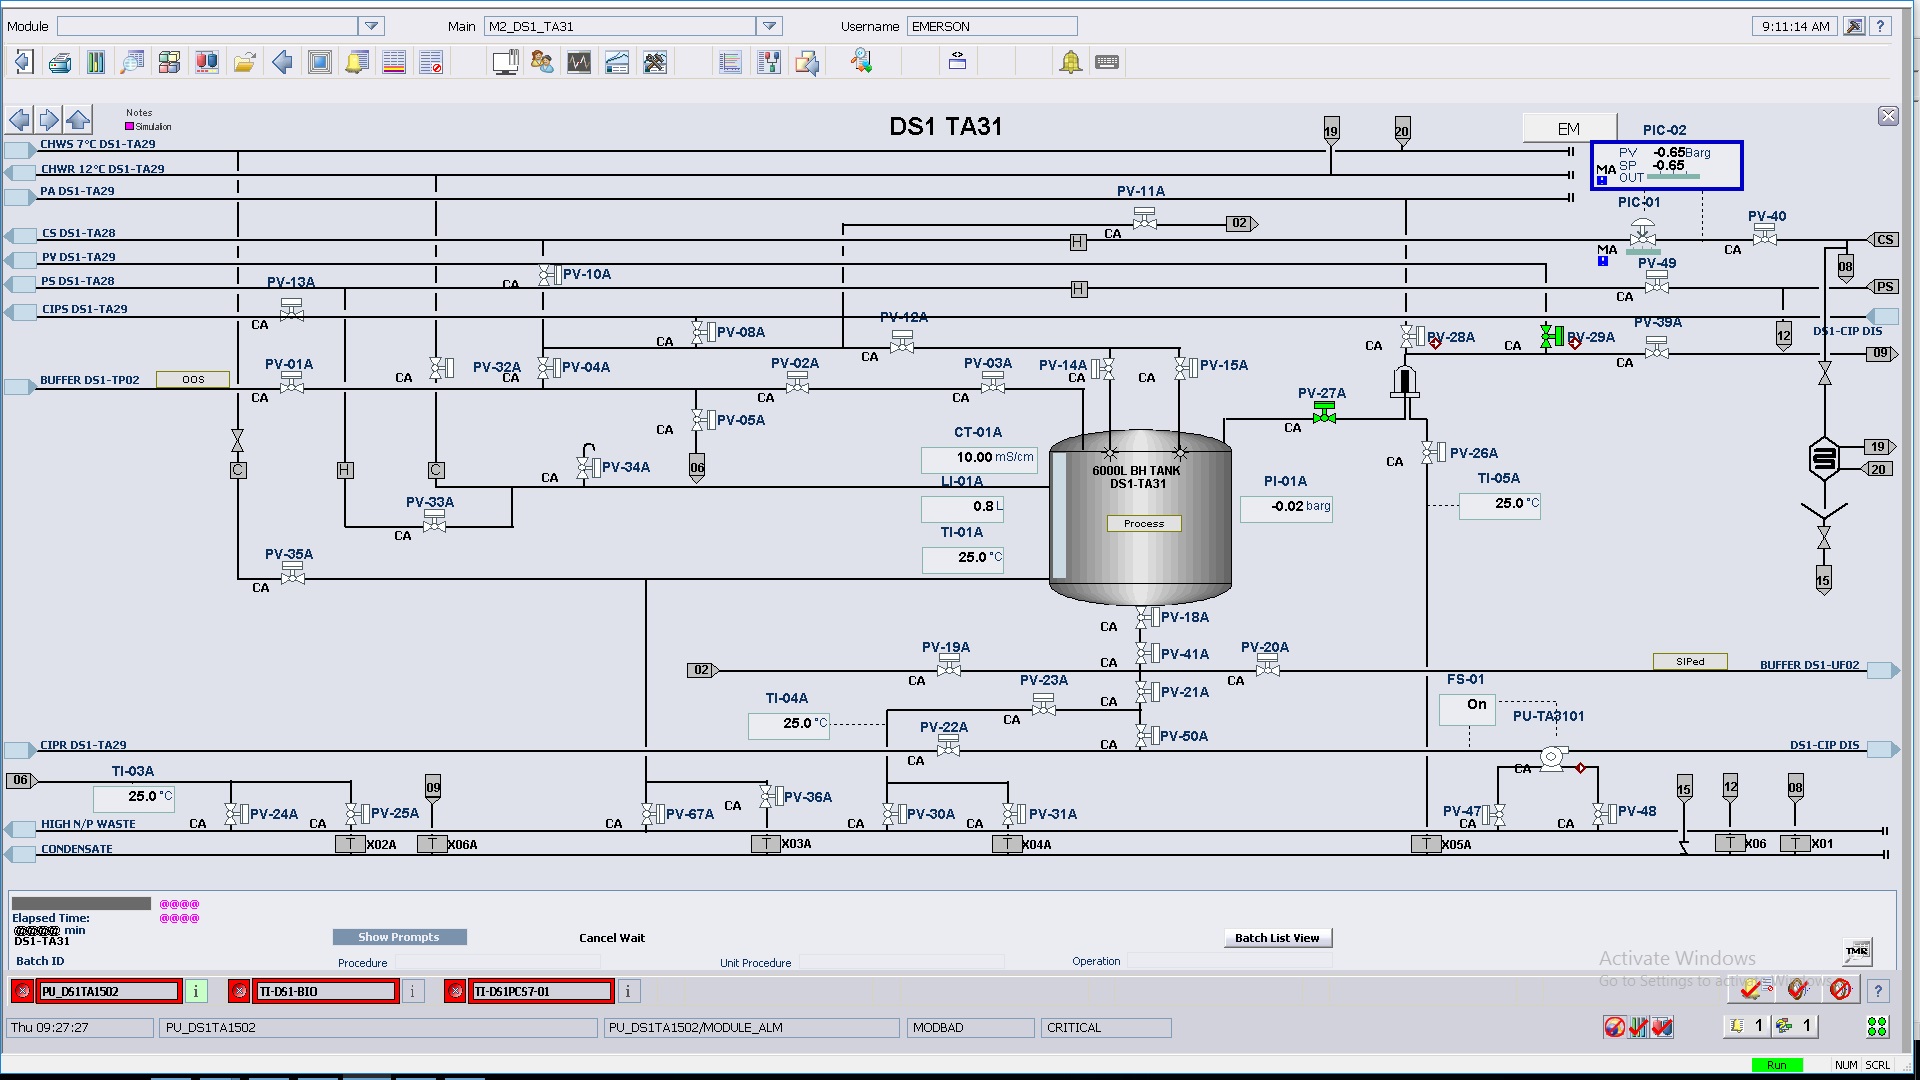 Module
Main M2_DS1_TA31
Username EMERSON
9:11:14 AM
?
Notes
Simulation
DS1 TA31
19
20
EM
PIC-02
PV -0.65 Barg
SP -0.65
OUT
MA
CHWS 7°C DS1-TA29
CHWR 12°C DS1-TA29
PA DS1-TA29
CS DS1-TA28
PV DS1-TA29
PS DS1-TA28
CIPS DS1-TA29
BUFFER DS1-TP02
OOS
PV-11A
CA
02
PIC-01
MA
PV-40
CA
CS
08
PV-49
CA
PS
H
H
PV-13A
CA
PV-10A
CA
PV-08A
CA
PV-12A
CA
PV-28A
CA
PV-29A
CA
PV-39A
CA
12
DS1-CIP DIS
09
PV-01A
CA
CA
PV-32A
CA
PV-04A
PV-02A
CA
PV-03A
CA
PV-14A
CA
CA
PV-15A
PV-27A
CA
PV-05A
CA
06
CT-01A
10.00 mS/cm
LI-01A
0.8 L
TI-01A
25.0 °C
6000L BH TANK
DS1-TA31
Process
PI-01A
-0.02 barg
PV-26A
CA
TI-05A
25.0 °C
19
20
15
C
H
C
PV-34A
CA
PV-33A
CA
PV-35A
CA
PV-18A
CA
PV-41A
CA
02
PV-19A
CA
PV-20A
CA
SIPed
BUFFER DS1-UF02
PV-23A
CA
PV-21A
CA
TI-04A
25.0 °C
PV-22A
CA
PV-50A
CA
FS-01
On
PU-TA3101
CA
CIPR DS1-TA29
DS1-CIP DIS
06
TI-03A
25.0 °C
09
PV-24A
CA
PV-25A
CA
PV-67A
CA
PV-36A
CA
PV-30A
CA
PV-31A
CA
PV-47
CA
PV-48
CA
15
12
08
HIGH N/P WASTE
CONDENSATE
T X02A
T X06A
T X03A
T X04A
T X05A
T X06
T X01
@@@@
Elapsed Time: @@@@
@@@@ min
DS1-TA31
Show Prompts
Cancel Wait
Batch List View
Batch ID
Procedure
Unit Procedure
Operation
TMR
Activate Windows
Go to Settings to activate Windows.
PU_DS1TA1502
i
TI-DS1-BIO
i
TI-DS1PCS7-01
i
?
Thu 09:27:27
PU_DS1TA1502
PU_DS1TA1502/MODULE_ALM
MODBAD
CRITICAL
1
1
Run
NUM
SCRL